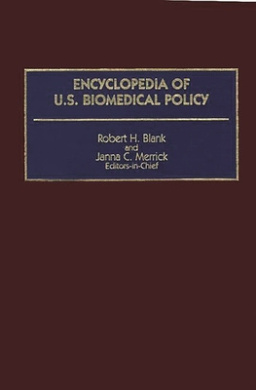 ENCYCLOPEDIA OF
U.S. BIOMEDICAL POLICY
Robert H. Blank
and
Janna C. Merrick
Editors-in-Chief